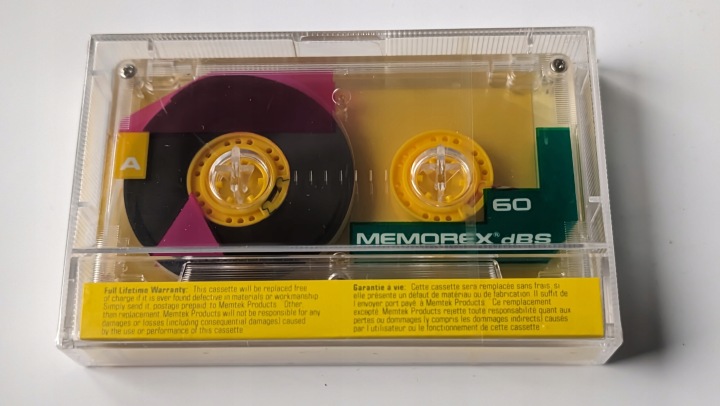 A
60
MEMOREX® dBS
Full Lifetime Warranty: This cassette will be replaced free
of charge if it is ever found defective in materials or workmanship
Simply send it, postage prepaid to Memtek Products. Other
than replacement Memtek Products will not be responsible for any
damages or losses (including consequential damages) caused
by the use or performance of this cassette
Garantie à vie: Cette cassette sera remplacée sans frais, si
elle présente un défaut de matériau ou de fabrication. Il suffit de
l'envoyer port payé à Memtek Products. Ce remplacement
excepté, Memtek Products rejette toute responsabilité quant aux
pertes ou dommages (y compris les dommages indirects) causés
par l'utilisateur ou le fonctionnement de cette cassette